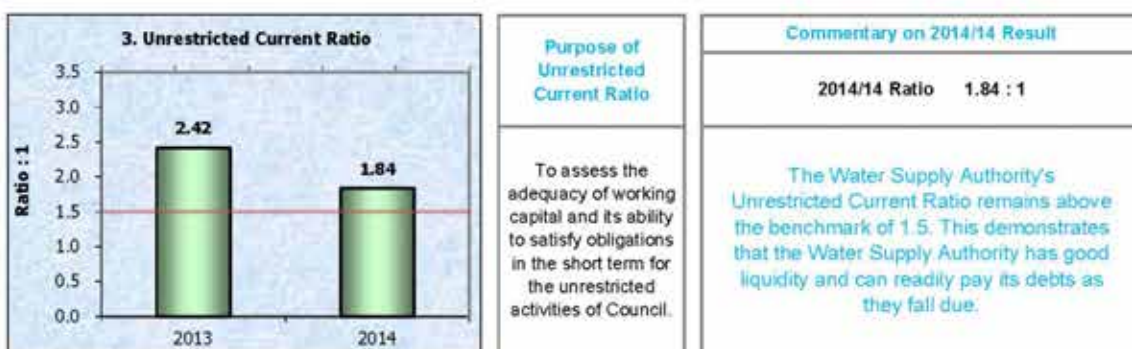 3. Unrestricted Current Ratio
3.5
3.0
2.5
2.0
1.5
1.0
0.5
0.0
Ratio : 1
2.42
1.84
2013
2014
Purpose of
Unrestricted
Current Ratio
To assess the
adequacy of working
capital and its ability
to satisfy obligations
in the short term for
the unrestricted
activities of Council.
Commentary on 2014/14 Result
2014/14 Ratio 1.84 : 1
The Water Supply Authority's
Unrestricted Current Ratio remains above
the benchmark of 1.5. This demonstrates
that the Water Supply Authority has good
liquidity and can readily pay its debts as
they fall due.